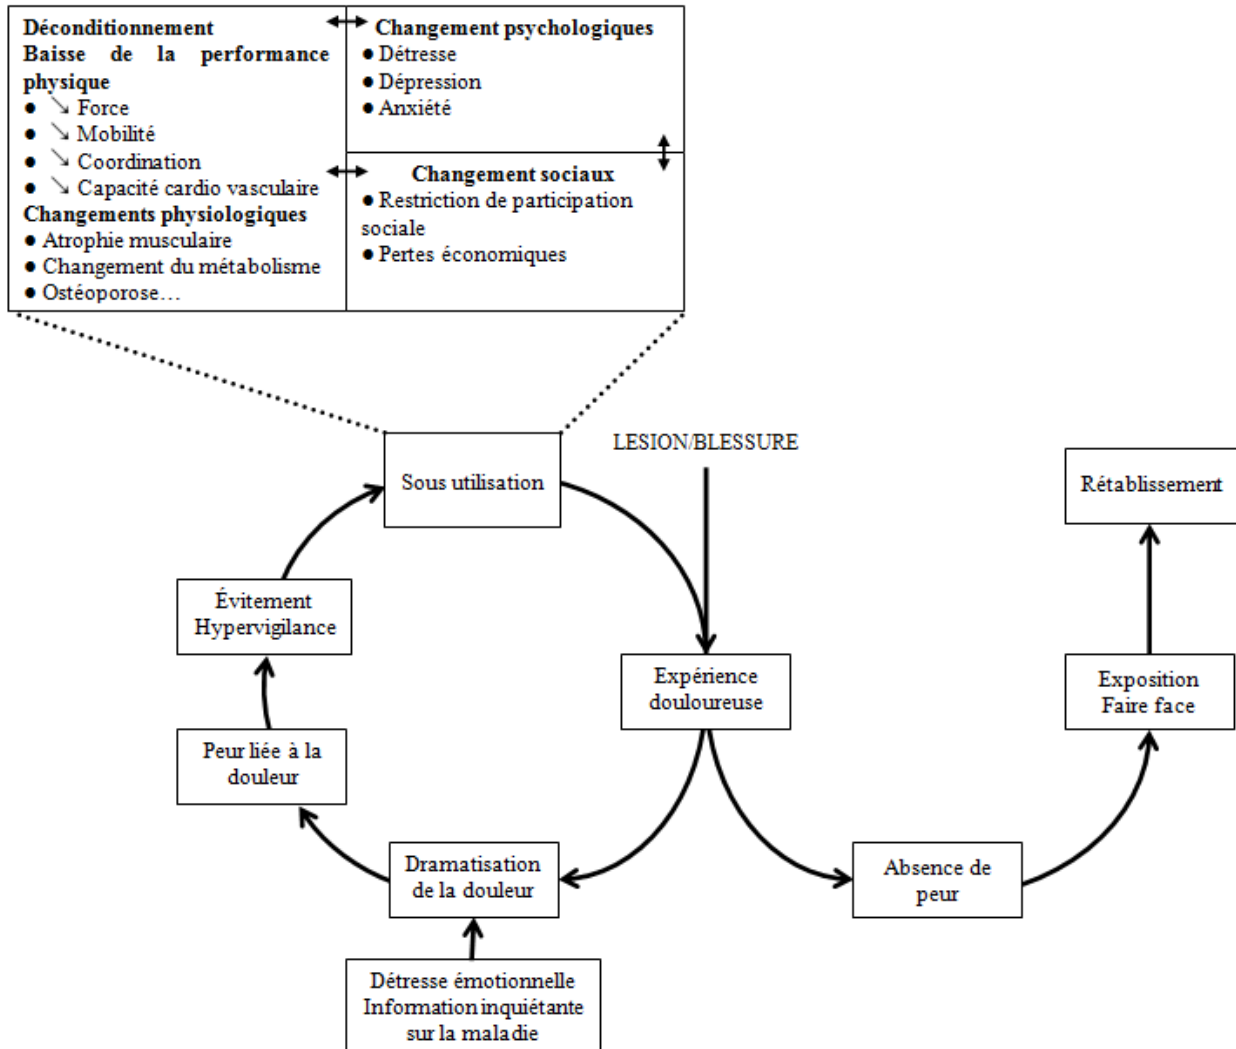 Déconditionnement
Baisse de la performance
physique
● ↘ Force
● ↘ Mobilité
● ↘ Coordination
● ↘ Capacité cardio vasculaire
Changements physiologiques
● Atrophie musculaire
● Changement du métabolisme
● Ostéoporose…
Changement psychologiques
● Détresse
● Dépression
● Anxiété
Changement sociaux
● Restriction de participation
sociale
● Pertes économiques
Sous utilisation
LESION/BLESSURE
Rétablissement
Évitement
Hypervigilance
Expérience
douloureuse
Exposition
Faire face
Peur liée à la
douleur
Dramatisation
de la douleur
Absence de
peur
Détresse émotionnelle
Information inquiétante
sur la maladie